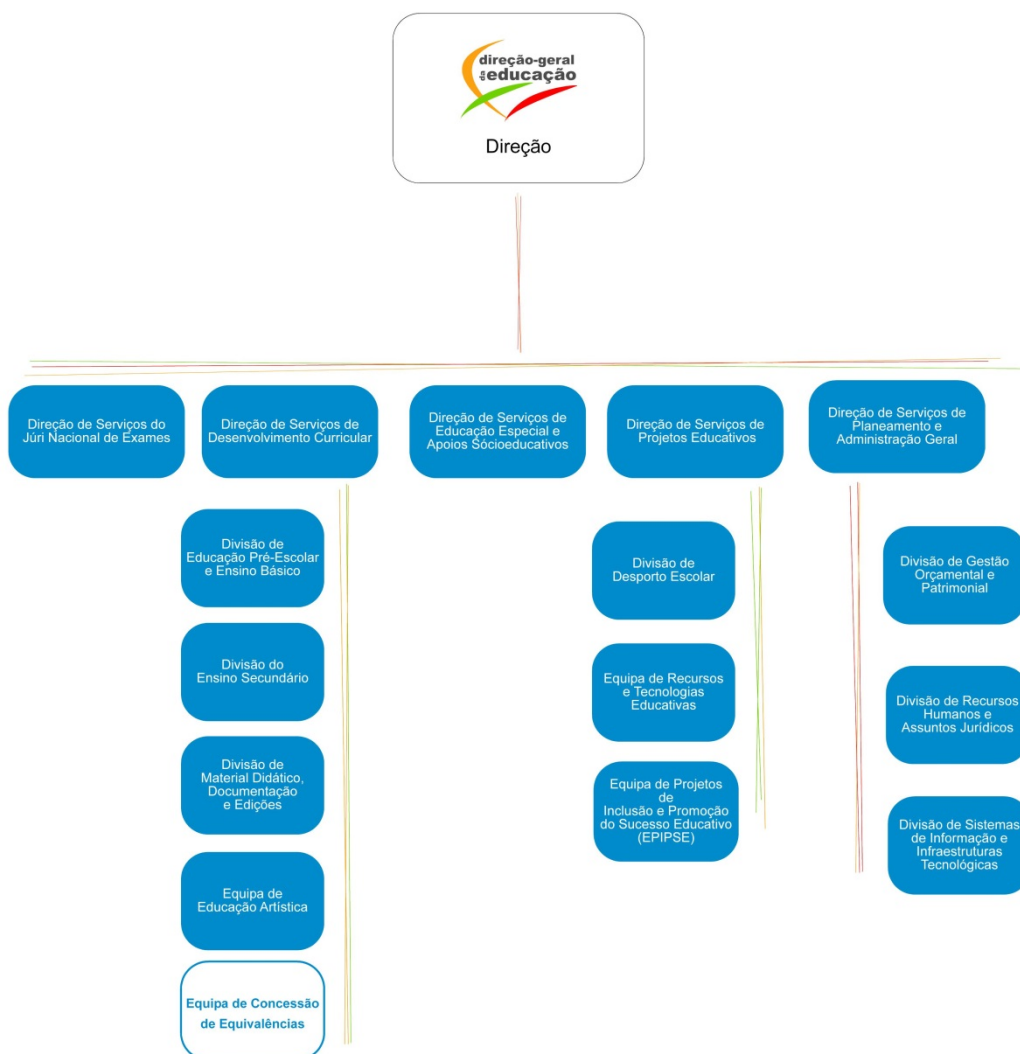 direção-geral
da educação
Direção
Direção de Serviços do
Júri Nacional de Exames
Direção de Serviços de
Desenvolvimento Curricular
Direção de Serviços de
Educação Especial e
Apoios Sócioeducativos
Direção de Serviços de
Projetos Educativos
Direção de Serviços de
Planeamento e
Administração Geral
Divisão de
Educação Pré-Escolar
e Ensino Básico
Divisão do
Ensino Secundário
Divisão de
Material Didático,
Documentação
e Edições
Equipa de
Educação Artística
Equipa de Concessão
de Equivalências
Divisão de
Desporto Escolar
Equipa de Recursos
e Tecnologias
Educativas
Equipa de Projetos
de
Inclusão e Promoção
do Sucesso Educativo
(EPIPSE)
Divisão de Gestão
Orçamental e
Patrimonial
Divisão de Recursos
Humanos e
Assuntos Jurídicos
Divisão de Sistemas
de Informação e
Infraestruturas
Tecnológicas